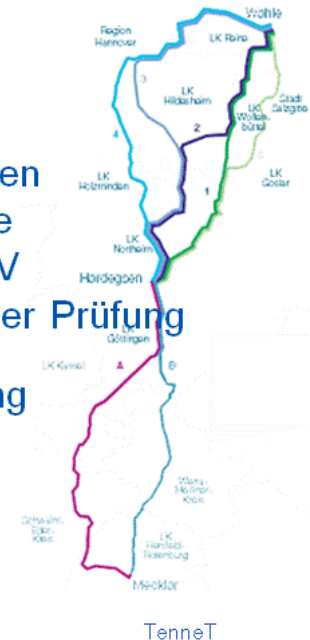 Wahle
Region
Hannover
LK Peine
3
LK
Hildesheim
Stadt
Salzgitter
LK
Wolfen-
büttel
4
2
en
LK
Holzminden
1
LK
Goslar
e
LK
Northeim
V
Hardegsen
er Prüfung
LK
Göttingen
LK Kassel
A
B
ng
Werra-
Meißner-
Kreis
Schwalm-
Eder-
Kreis
LK
Hersfeld-
Rotenburg
Mecklar
TenneT